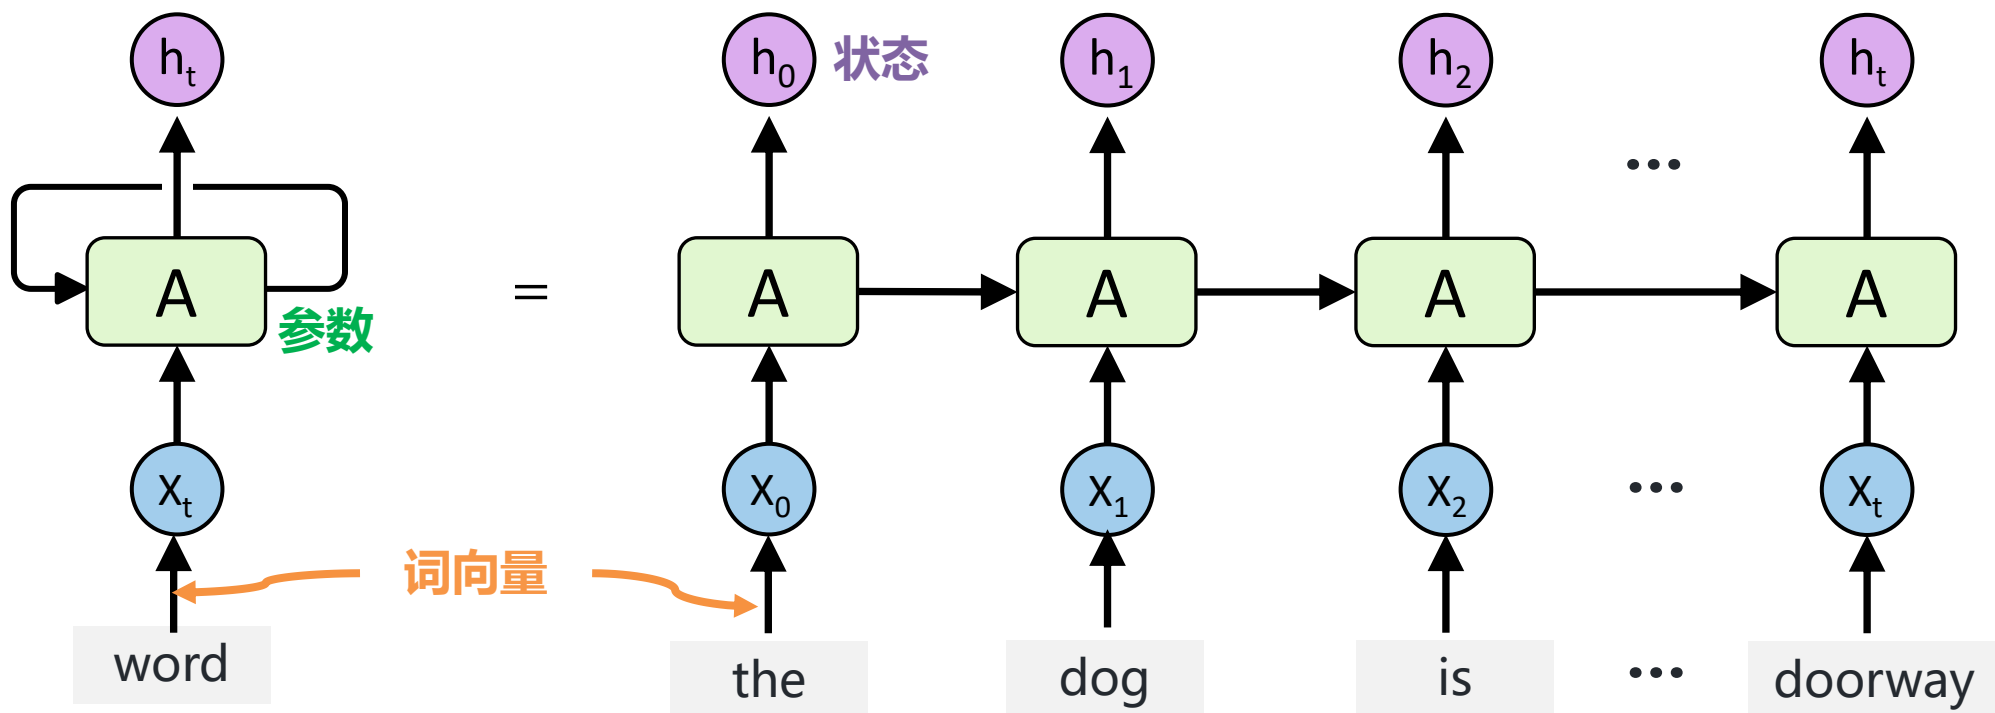 hₜ
h₀
状态
h₁
h₂
hₜ
...
A
=
A
A
A
A
参数
Xₜ
X₀
X₁
X₂
...
Xₜ
词向量
word
the
dog
is
...
doorway